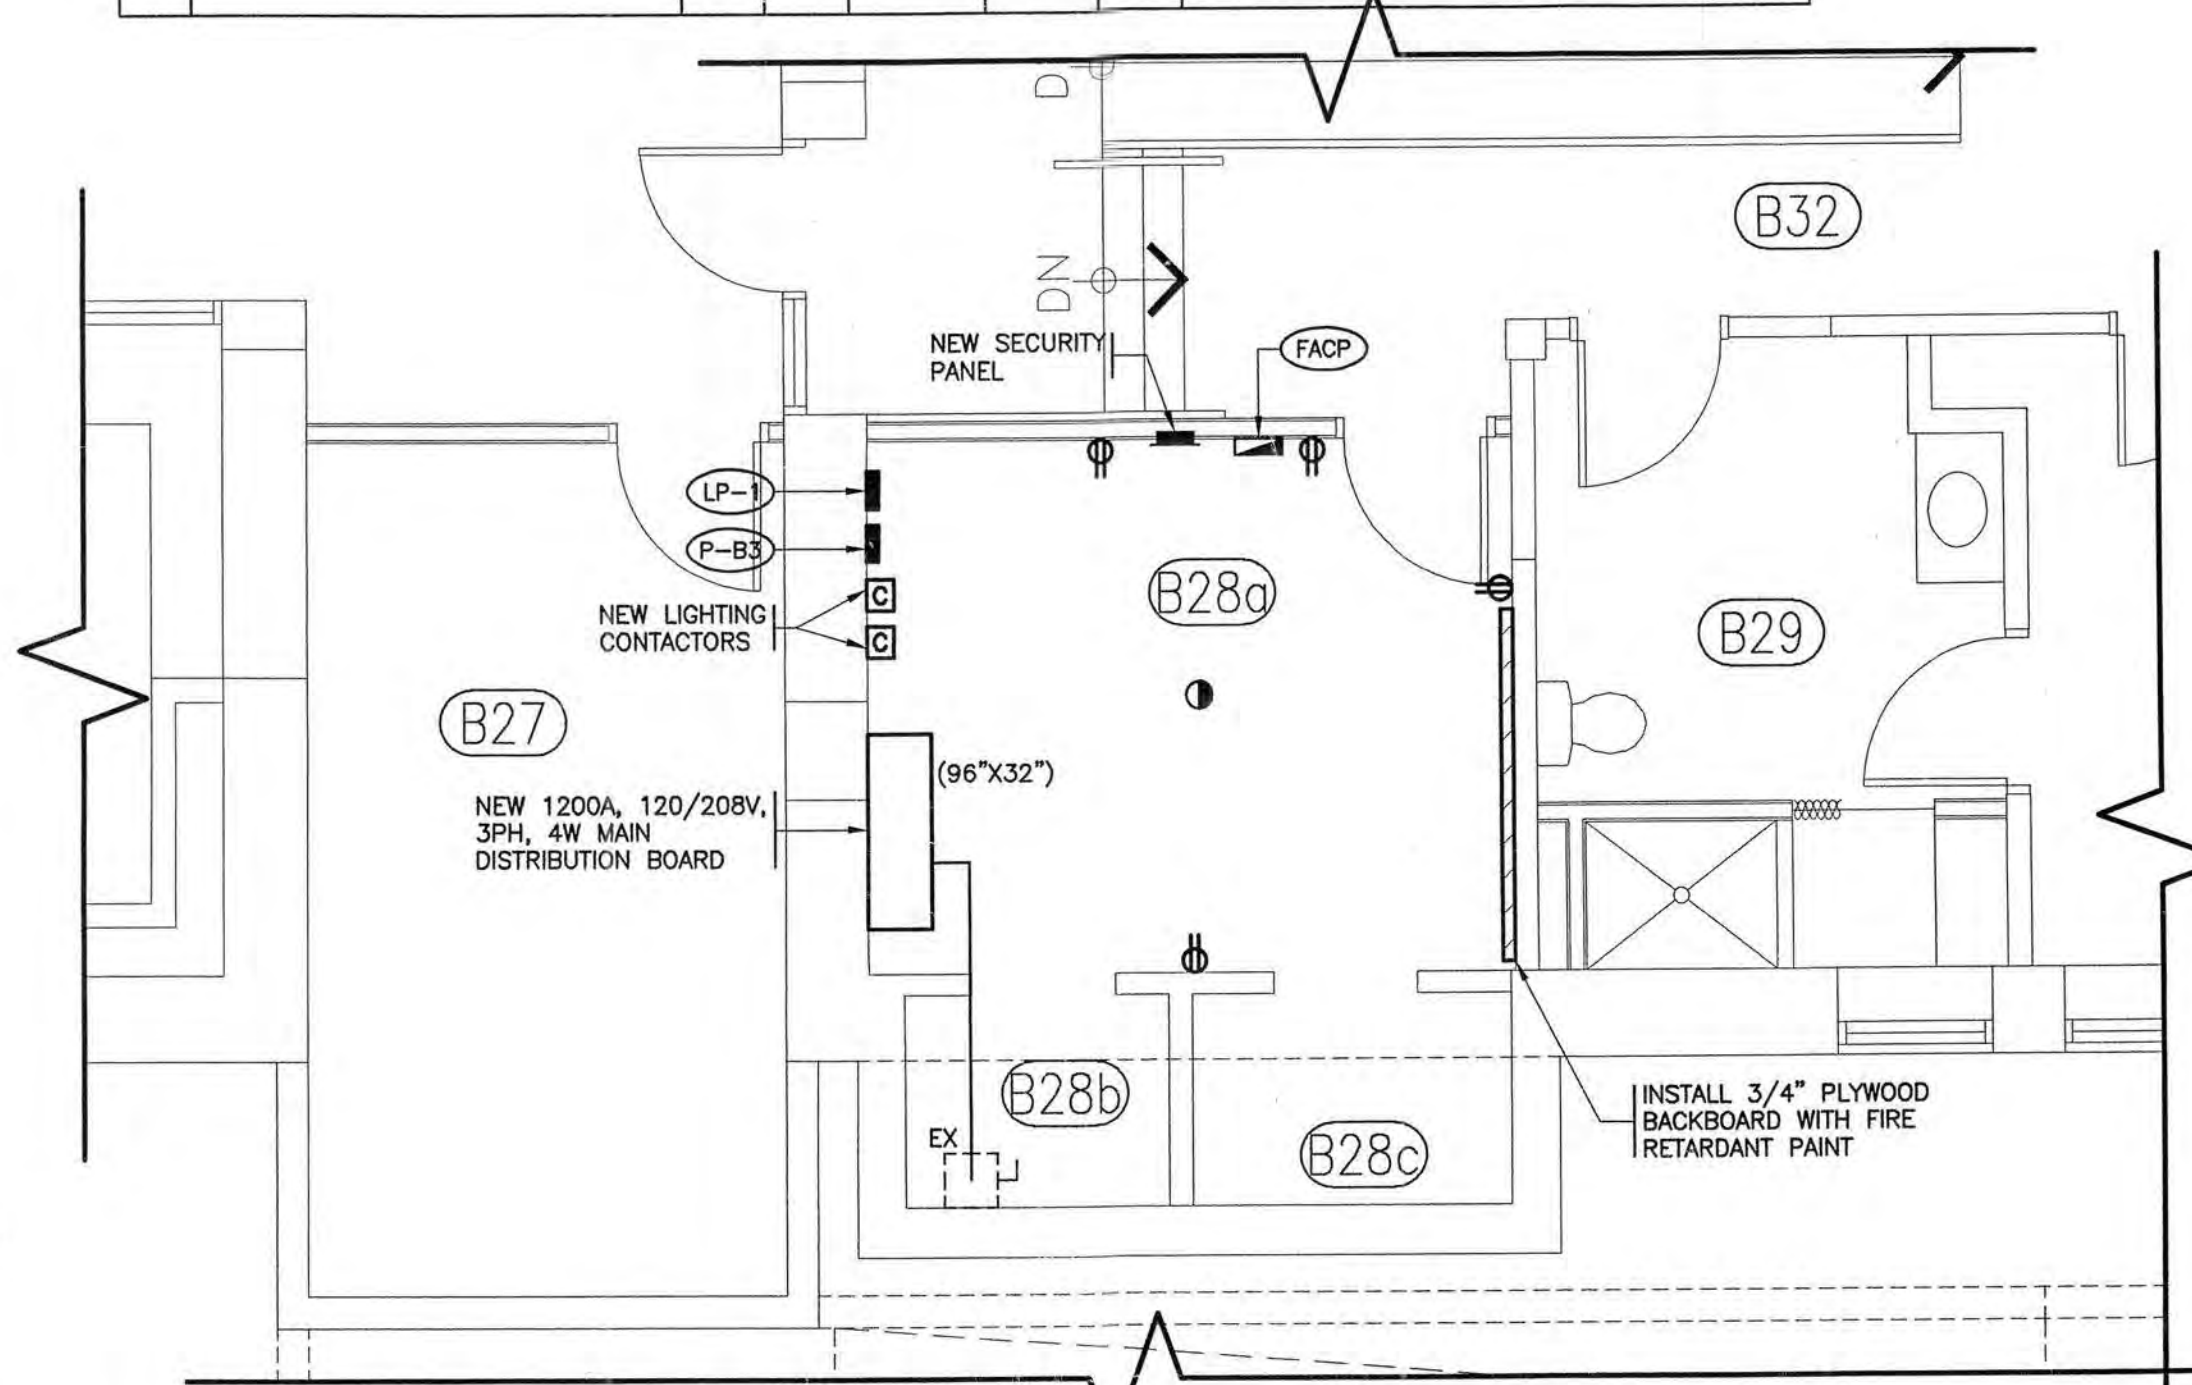 D
B32
DN
NEW SECURITY
PANEL
FACP
LP-1
P-B3
B28a
NEW LIGHTING
CONTACTORS
C
C
B29
B27
(96"X32")
NEW 1200A, 120/208V,
3PH, 4W MAIN
DISTRIBUTION BOARD
B28b
EX
B28c
INSTALL 3/4" PLYWOOD
BACKBOARD WITH FIRE
RETARDANT PAINT